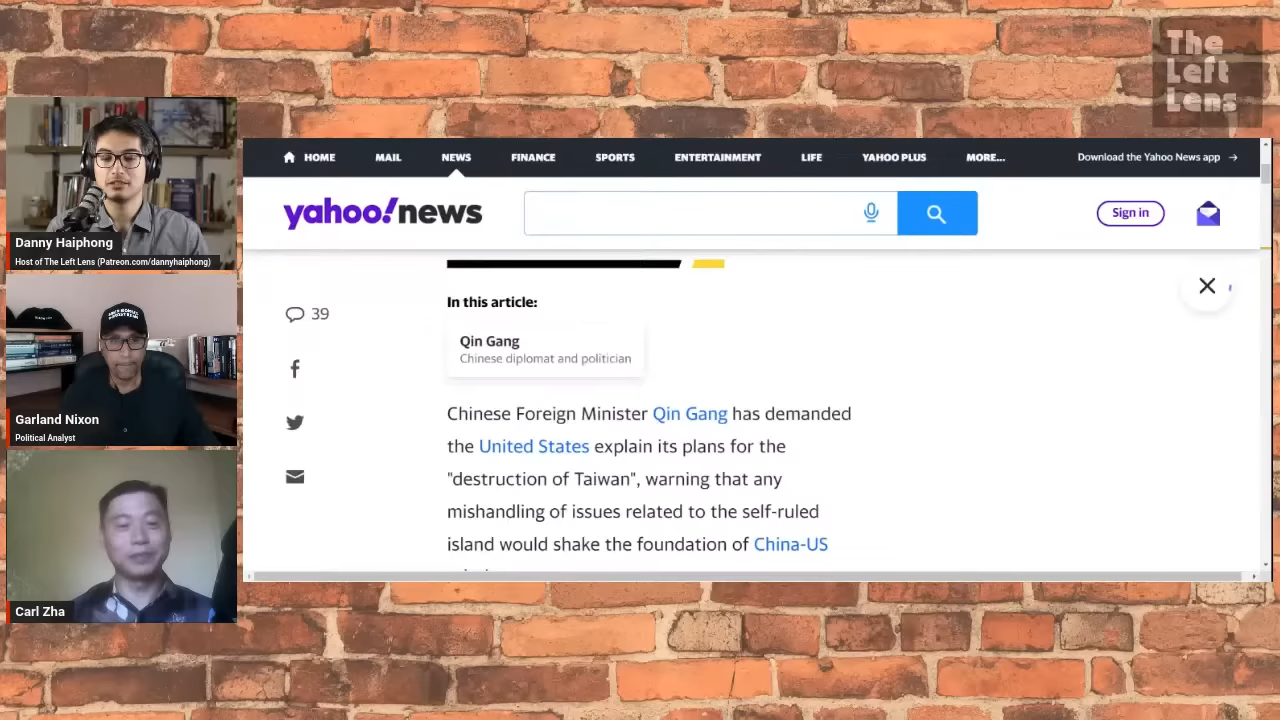 The
Left
Lens
Danny Haiphong
Host of The Left Lens (Patreon.com/dannyhaiphong)
Garland Nixon
Political Analyst
Carl Zha
HOME MAIL NEWS FINANCE SPORTS ENTERTAINMENT LIFE YAHOO PLUS MORE... Download the Yahoo News app →
yahoo!news
Sign in
39
In this article:
Qin Gang
Chinese diplomat and politician
Chinese Foreign Minister Qin Gang has demanded
the United States explain its plans for the
"destruction of Taiwan", warning that any
mishandling of issues related to the self-ruled
island would shake the foundation of China-US